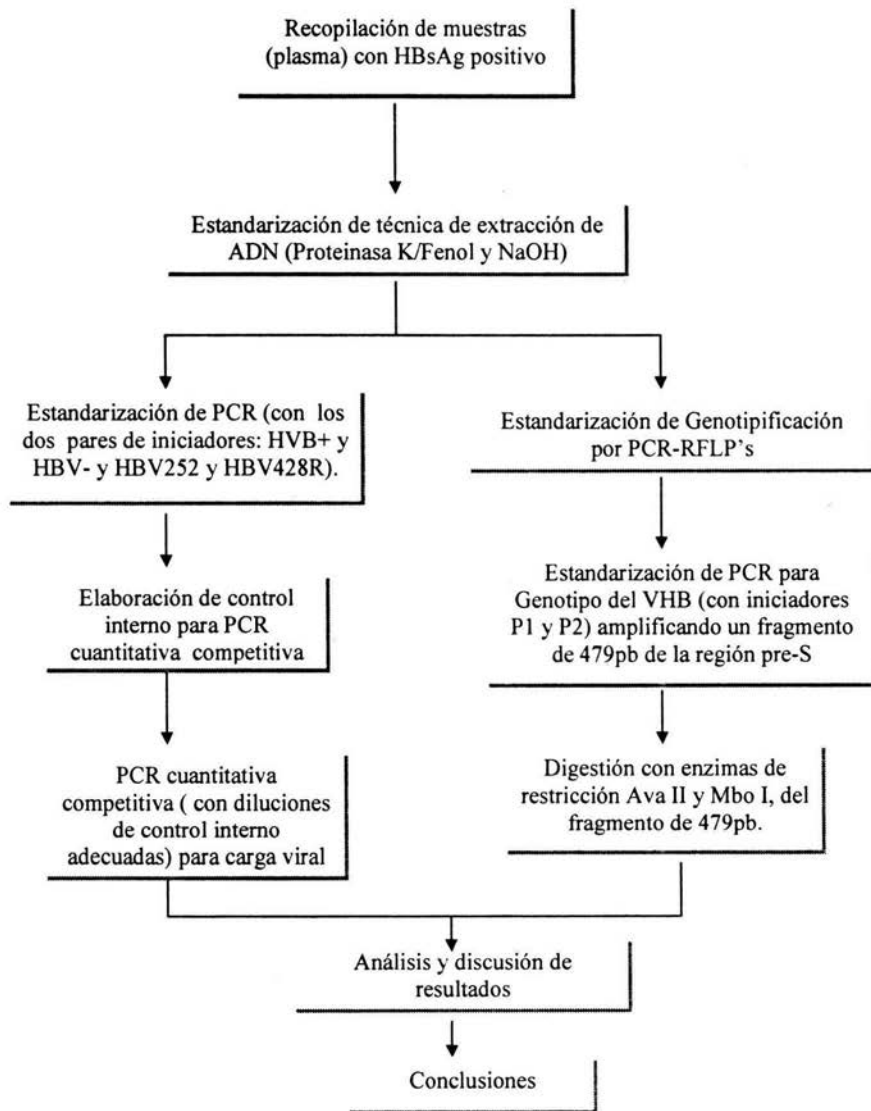 Recopilación de muestras
(plasma) con HBsAg positivo
Estandarización de técnica de extracción de
ADN (Proteinasa K/Fenol y NaOH)
Estandarización de PCR (con los
dos pares de iniciadores: HVB+ y
HBV- y HBV252 y HBV428R).
Elaboración de control
interno para PCR
cuantitativa competitiva
PCR cuantitativa
competitiva ( con diluciones
de control interno
adecuadas) para carga viral
Estandarización de Genotipificación
por PCR-RFLP's
Estandarización de PCR para
Genotipo del VHB (con iniciadores
P1 y P2) amplificando un fragmento
de 479pb de la región pre-S
Digestión con enzimas de
restricción Ava II y Mbo I, del
fragmento de 479pb.
Análisis y discusión de
resultados
Conclusiones